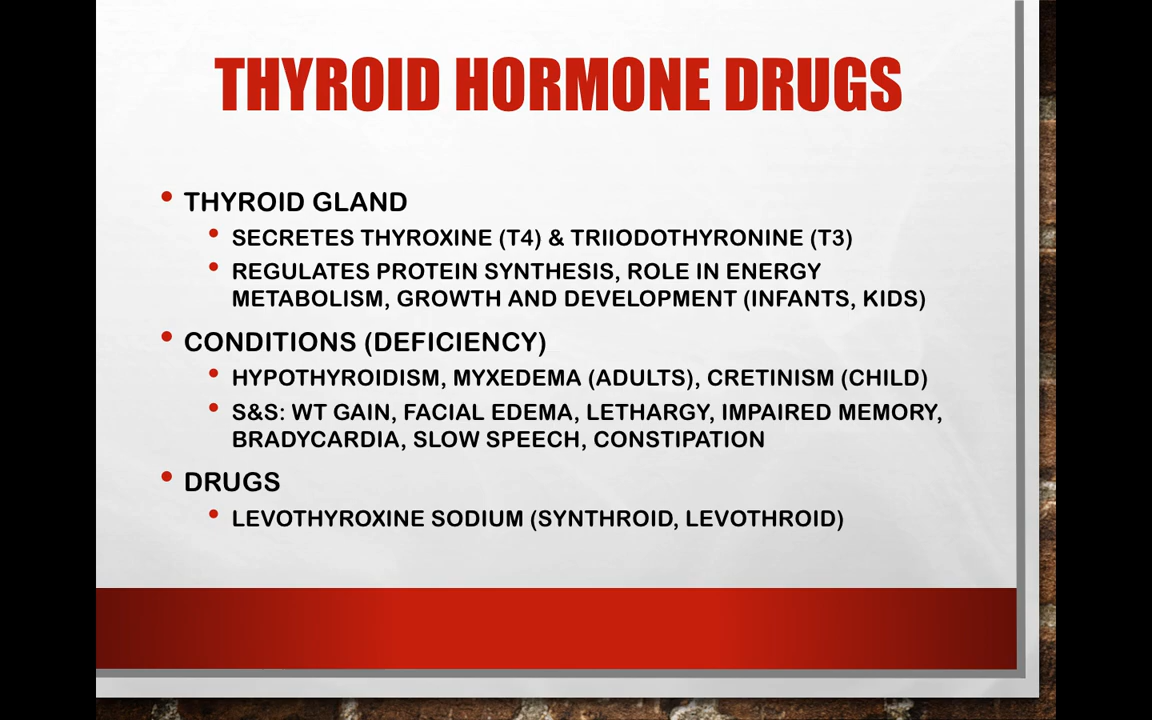 THYROID HORMONE DRUGS
• THYROID GLAND
• SECRETES THYROXINE (T4) & TRIIODOTHYRONINE (T3)
• REGULATES PROTEIN SYNTHESIS, ROLE IN ENERGY
METABOLISM, GROWTH AND DEVELOPMENT (INFANTS, KIDS)
• CONDITIONS (DEFICIENCY)
• HYPOTHYROIDISM, MYXEDEMA (ADULTS), CRETINISM (CHILD)
• S&S: WT GAIN, FACIAL EDEMA, LETHARGY, IMPAIRED MEMORY,
BRADYCARDIA, SLOW SPEECH, CONSTIPATION
• DRUGS
• LEVOTHYROXINE SODIUM (SYNTHROID, LEVOTHROID)